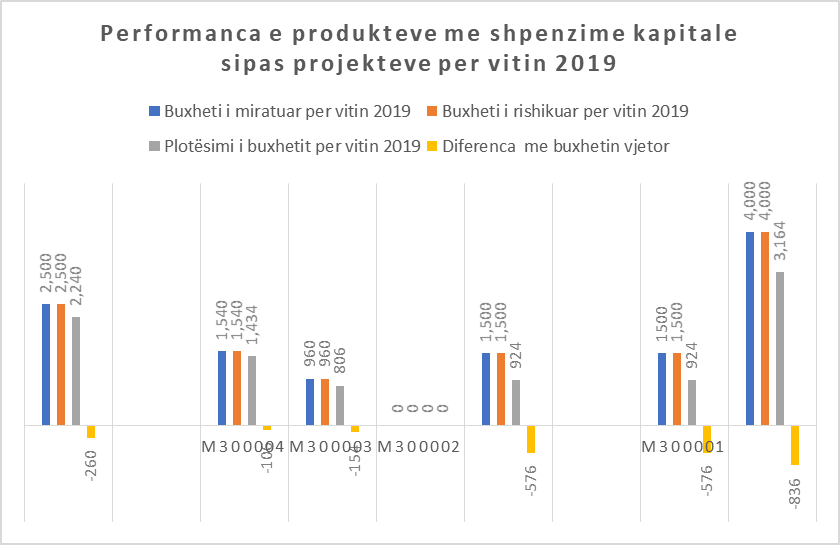 Performanca e produkteve me shpenzime kapitale
sipas projekteve per vitin 2019
Buxheti i miratuar per vitin 2019
Buxheti i rishikuar per vitin 2019
Plotësimi i buxhetit per vitin 2019
Diferenca me buxhetin vjetor
2,500
2,500
2,240
-260
1,540
1,540
1,434
-106
960
960
806
-154
0
0
0
0
1,500
1,500
924
-576
1500
1,500
924
-576
4,000
4,000
3,164
-836
M300004
M300003
M300002
M300001